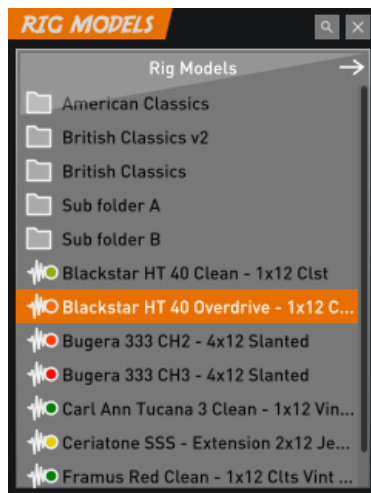 RIG MODELS
Rig Models
American Classics
British Classics v2
British Classics
Sub folder A
Sub folder B
Blackstar HT 40 Clean - 1x12 Clst
Blackstar HT 40 Overdrive - 1x12 C...
Bugera 333 CH2 - 4x12 Slanted
Bugera 333 CH3 - 4x12 Slanted
Carl Ann Tucana 3 Clean - 1x12 Vin...
Ceriatone SSS - Extension 2x12 Je...
Framus Red Clean - 1x12 Clts Vint ...